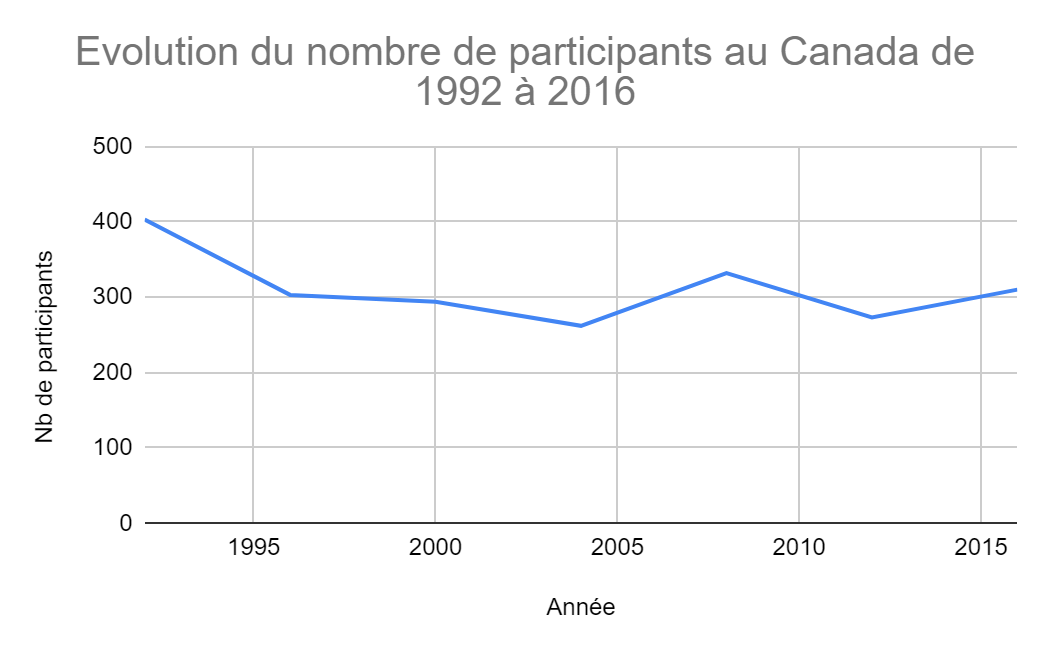 Evolution du nombre de participants au Canada de
1992 à 2016
500
400
300
200
100
0
Nb de participants
1995
2000
2005
2010
2015
Année